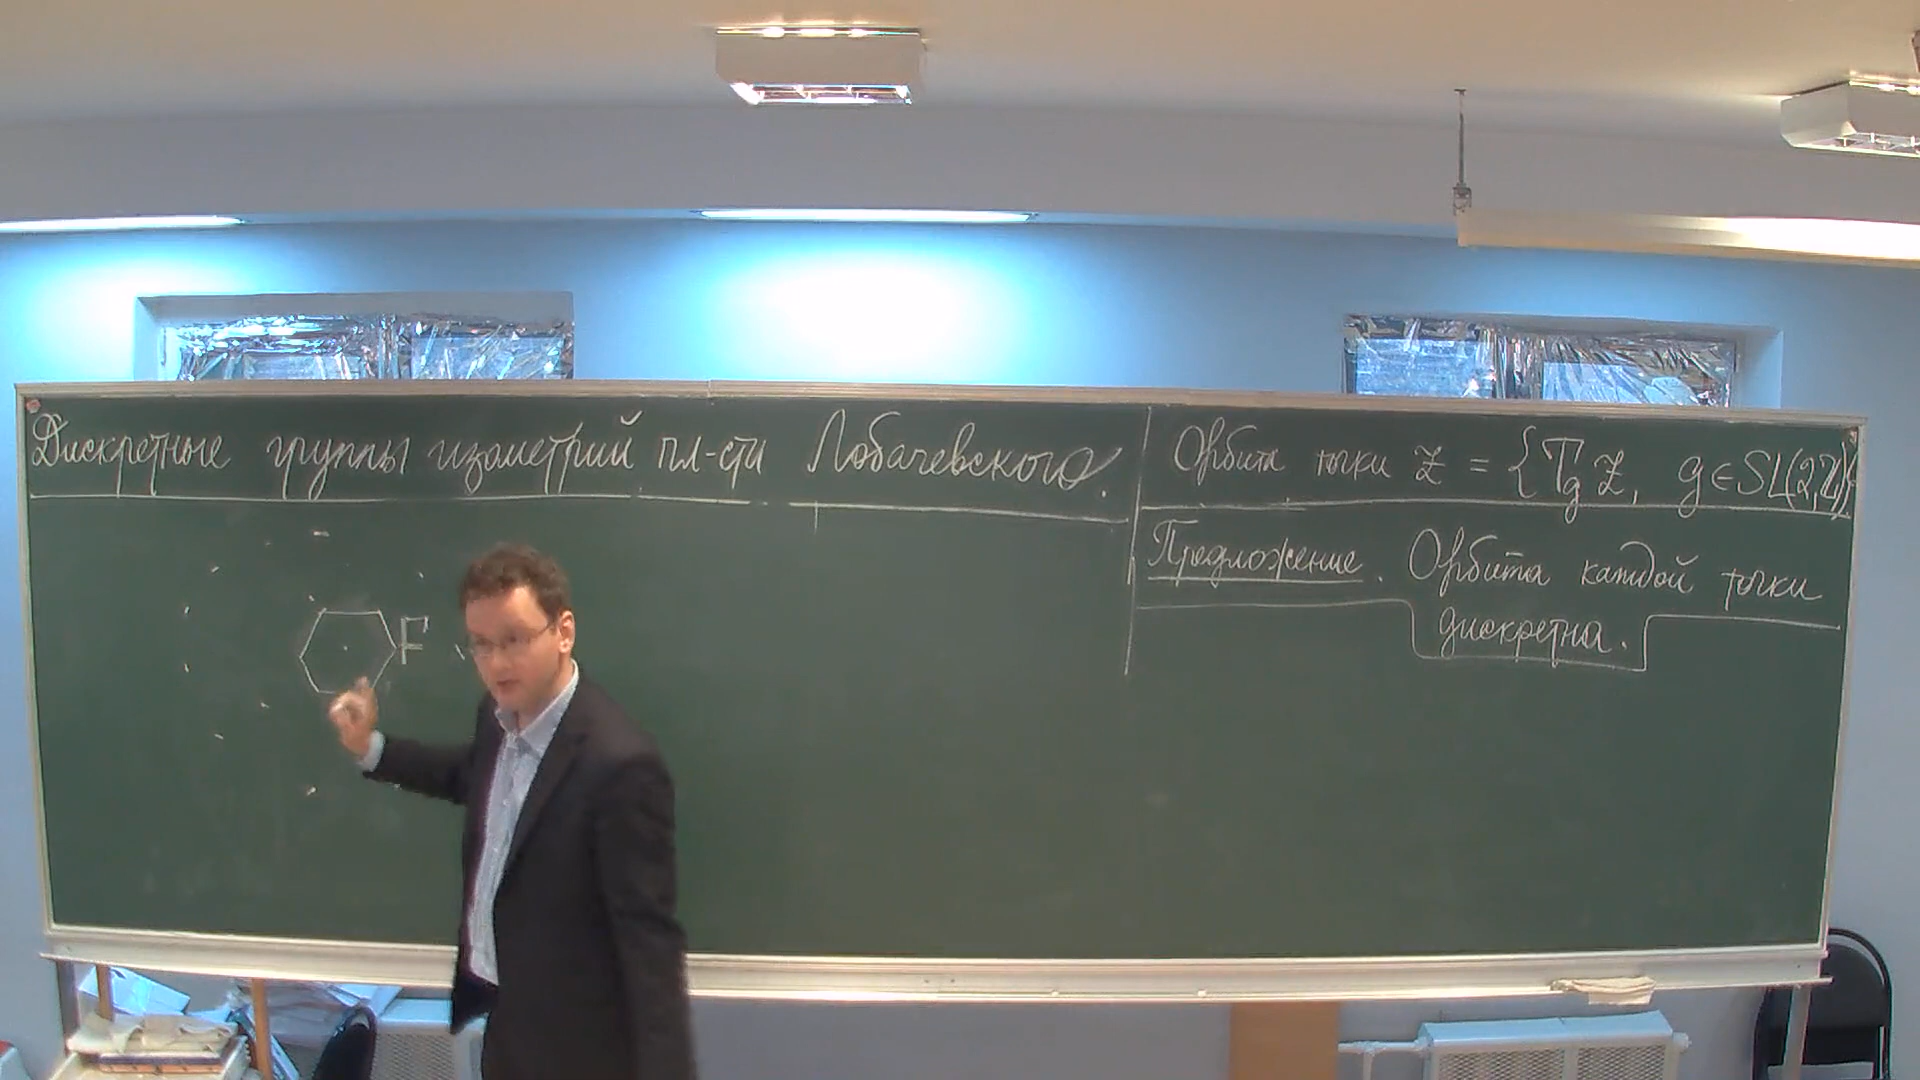 Дискретные группы изометрий пл-сти Лобачевского.
F
Орбита точки z = {T_g z, g ∈ SL(2,ℤ)}
Предложение. Орбита каждой точки
дискретна.